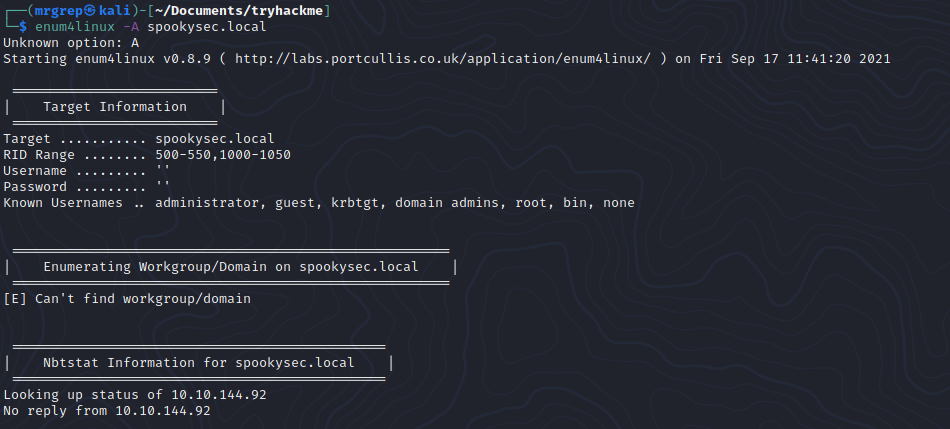 ┌──(mrgrep㉿kali)-[~/Documents/tryhackme]
└─$ enum4linux -A spookysec.local
Unknown option: A
Starting enum4linux v0.8.9 ( http://labs.portcullis.co.uk/application/enum4linux/ ) on Fri Sep 17 11:41:20 2021
==========================
| Target Information |
==========================
Target ........... spookysec.local
RID Range ........ 500-550,1000-1050
Username ......... ''
Password ......... ''
Known Usernames .. administrator, guest, krbtgt, domain admins, root, bin, none
=======================================================
| Enumerating Workgroup/Domain on spookysec.local |
=======================================================
[E] Can't find workgroup/domain
===============================================
| Nbtstat Information for spookysec.local |
===============================================
Looking up status of 10.10.144.92
No reply from 10.10.144.92